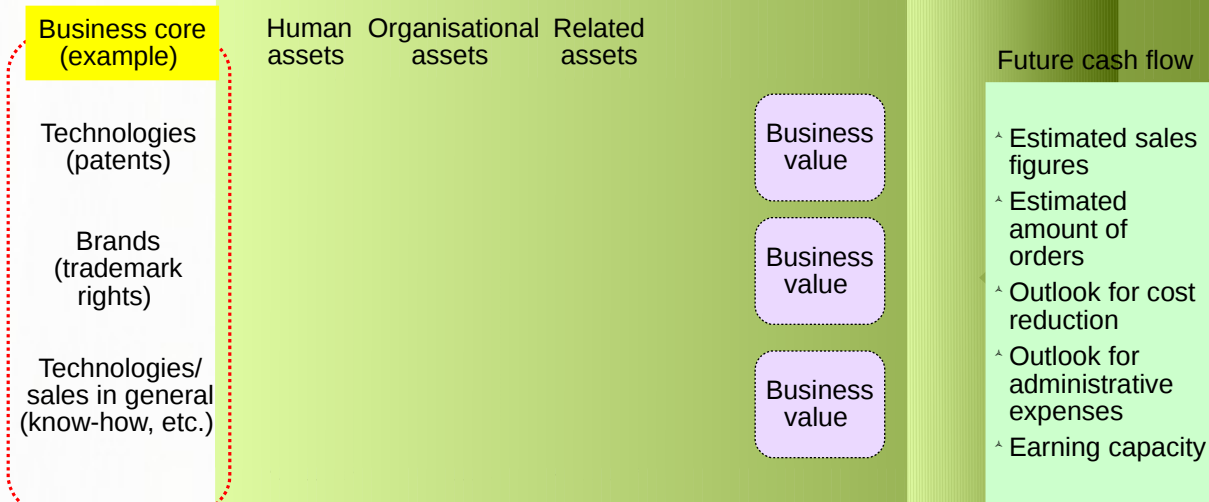 Business core
(example)
Human
assets
Organisational
assets
Related
assets
Future cash flow
Technologies
(patents)
Brands
(trademark
rights)
Technologies/
sales in general
(know-how, etc.)
Business
value
Business
value
Business
value
Estimated sales
figures
Estimated
amount of
orders
Outlook for cost
reduction
Outlook for
administrative
expenses
Earning capacity